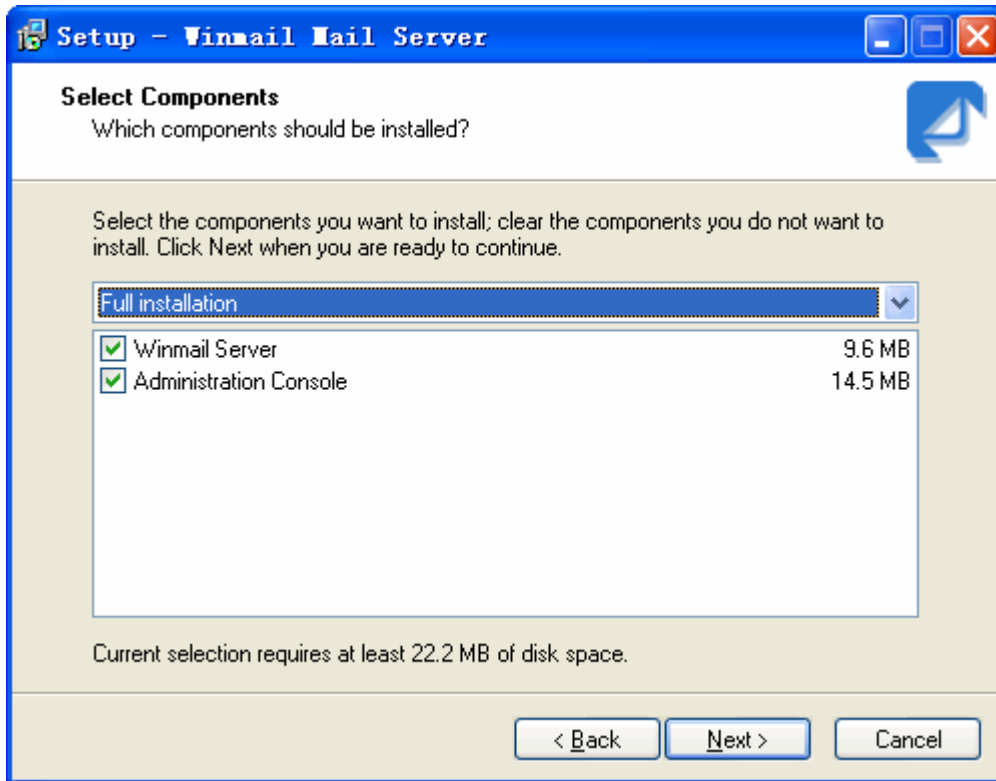 Setup - Winmail Mail Server
Select Components
Which components should be installed?
Select the components you want to install; clear the components you do not want to
install. Click Next when you are ready to continue.
Full installation
Winmail Server 9.6 MB
Administration Console 14.5 MB
Current selection requires at least 22.2 MB of disk space.
< Back Next > Cancel